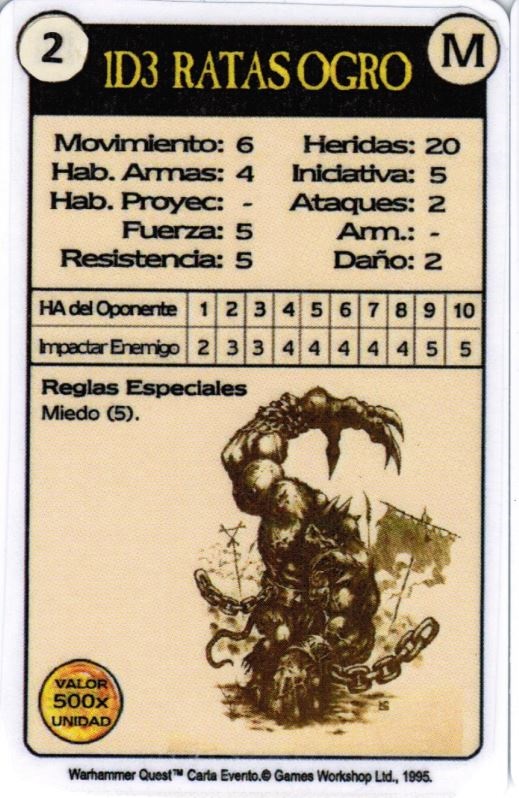 2
1D3 RATAS OGRO
M
Movimiento: 6 Heridas: 20
Hab. Armas: 4 Iniciativa: 5
Hab. Proyec: - Ataques: 2
Fuerza: 5 Arm.: -
Resistencia: 5 Daño: 2
HA del Oponente 1 2 3 4 5 6 7 8 9 10
Impactar Enemigo 2 3 3 4 4 4 4 4 5 5
Reglas Especiales
Miedo (5).
VALOR
500x
UNIDAD
Warhammer Quest™ Carta Evento.© Games Workshop Ltd., 1995.